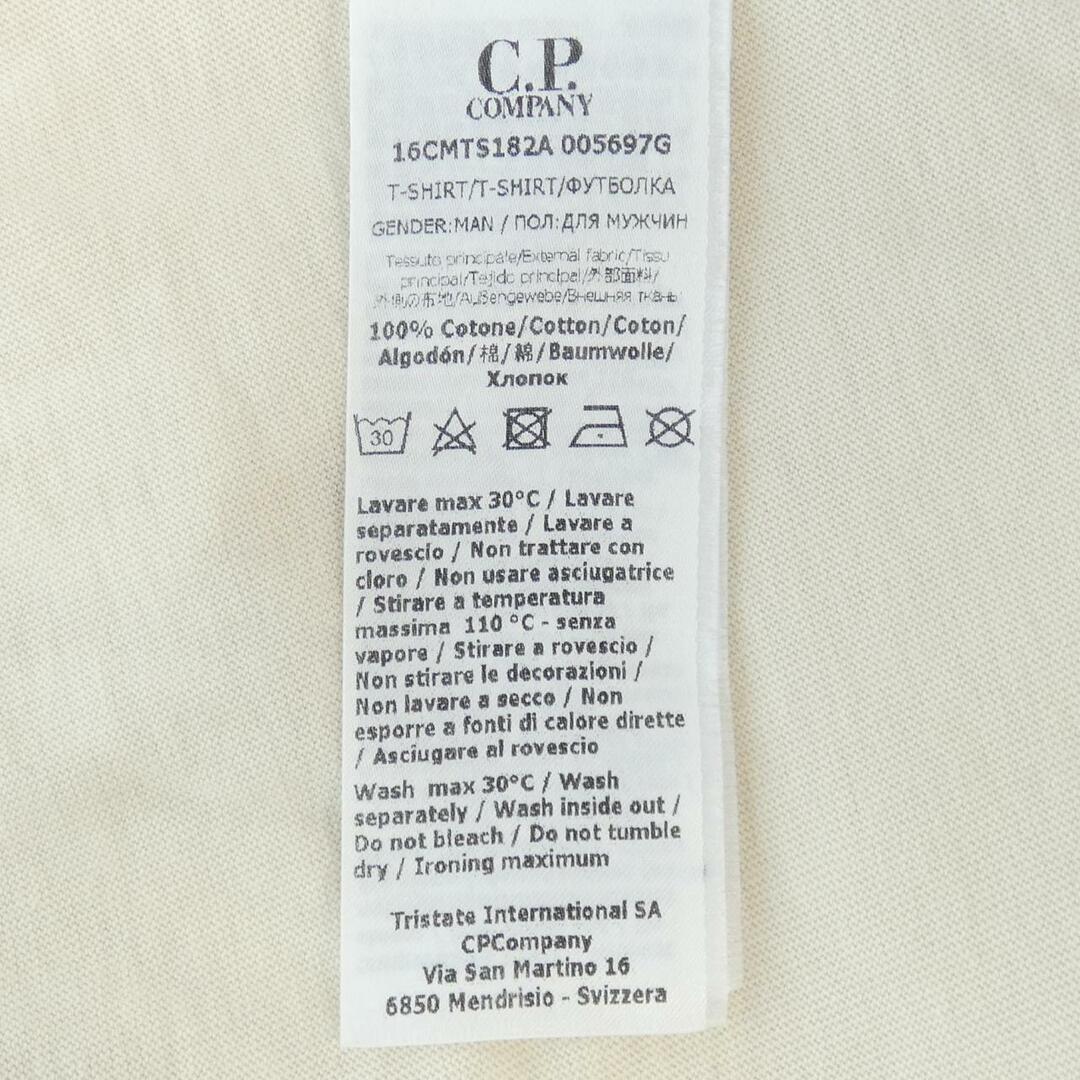 C.P.
COMPANY
16CMTS182A 005697G
T-SHIRT/T-SHIRT/ФУТБОЛКА
GENDER:MAN / ПОЛ:ДЛЯ МУЖЧИН
Tessuto principale/External fabric/Tissu
principal/Tejido principal/外部面料/
外側の布地/Außengewebe/Внешняя ткань
100% Cotone/Cotton/Coton/
Algodón/棉/綿/Baumwolle/
Хлопок
30
Lavare max 30°C / Lavare
separatamente / Lavare a
rovescio / Non trattare con
cloro / Non usare asciugatrice
/ Stirare a temperatura
massima 110 °C - senza
vapore / Stirare a rovescio /
Non stirare le decorazioni /
Non lavare a secco / Non
esporre a fonti di calore dirette
/ Asciugare al rovescio
Wash max 30°C / Wash
separately / Wash inside out /
Do not bleach / Do not tumble
dry / Ironing maximum
Tristate International SA
CPCompany
Via San Martino 16
6850 Mendrisio - Svizzera